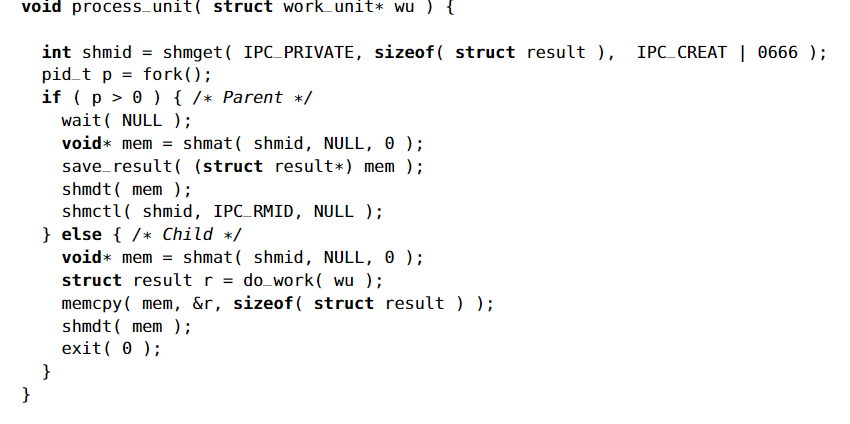 void process_unit( struct work_unit* wu ) {
int shmid = shmget( IPC_PRIVATE, sizeof( struct result ), IPC_CREAT | 0666 );
pid_t p = fork();
if ( p > 0 ) { /* Parent */
wait( NULL );
void* mem = shmat( shmid, NULL, 0 );
save_result( (struct result*) mem );
shmdt( mem );
shmctl( shmid, IPC_RMID, NULL );
} else { /* Child */
void* mem = shmat( shmid, NULL, 0 );
struct result r = do_work( wu );
memcpy( mem, &r, sizeof( struct result ) );
shmdt( mem );
exit( 0 );
}
}